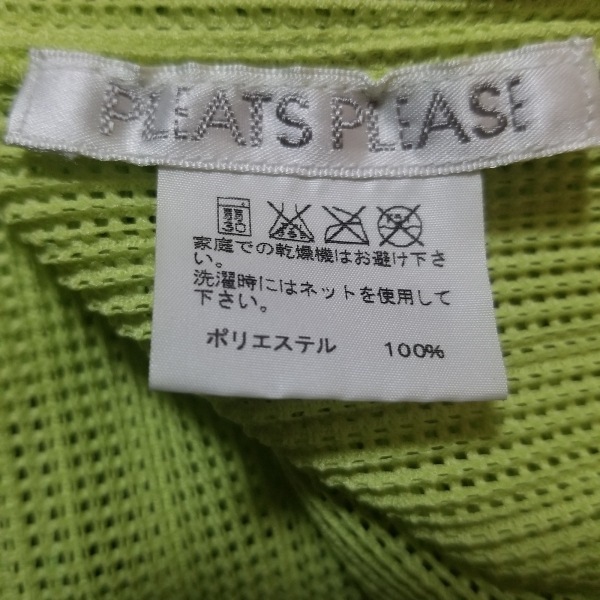 PLEATS PLEASE
弱 30
家庭での乾燥機はお避け下さ
い。
洗濯時にはネットを使用して
下さい。
ポリエステル 100%